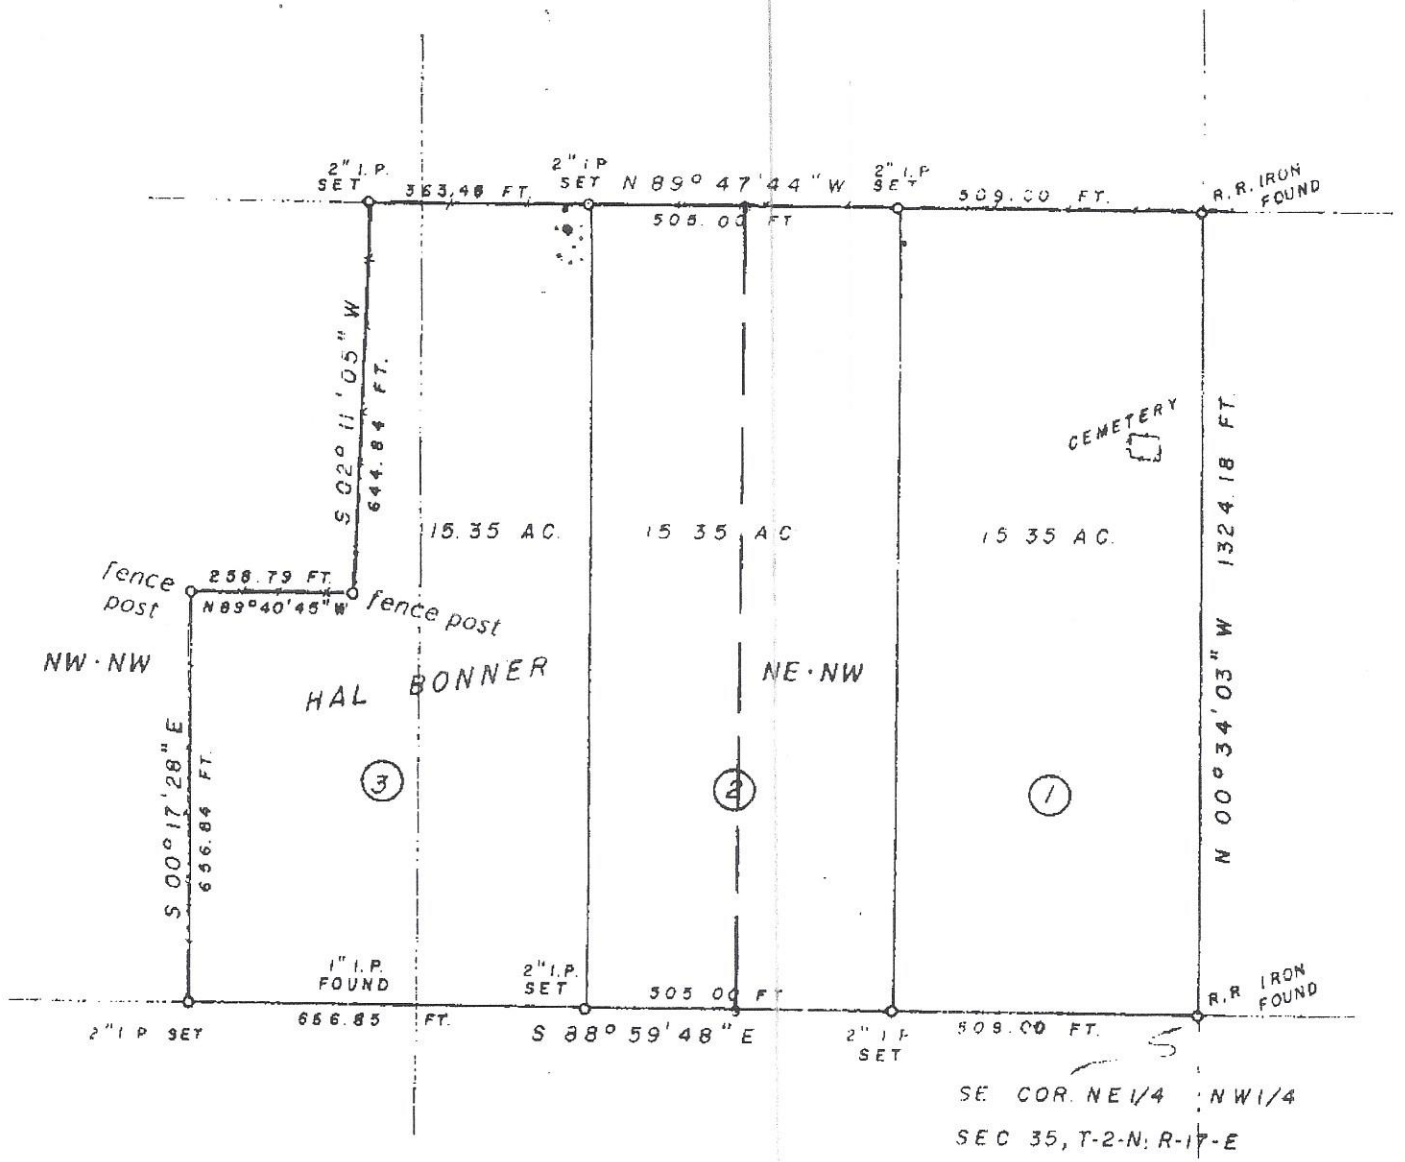 2" I.P.
SET
363.46 FT.
2" I P
SET
N 89° 47' 44" W
505.00 FT
2" I.P
SET
509.00 FT.
R.R. IRON
FOUND
S 02° 11' 05" W
644.84 FT.
CEMETERY
15.35 AC.
15 35 AC
15 35 AC.
N 00° 34' 03" W 1324.18 FT.
fence
post
258.79 FT.
N 89° 40' 45" W
fence post
NW · NW
HAL BONNER
NE · NW
S 00° 17' 28" E
656.84 FT.
3
2
1
1" I.P.
FOUND
2" I.P.
SET
505 00 FT
R.R IRON
FOUND
2" I P SET
656.85 FT.
S 88° 59' 48" E
2" I P
SET
509.00 FT.
SE COR. NE 1/4 NW 1/4
SEC 35, T-2-N; R-17-E